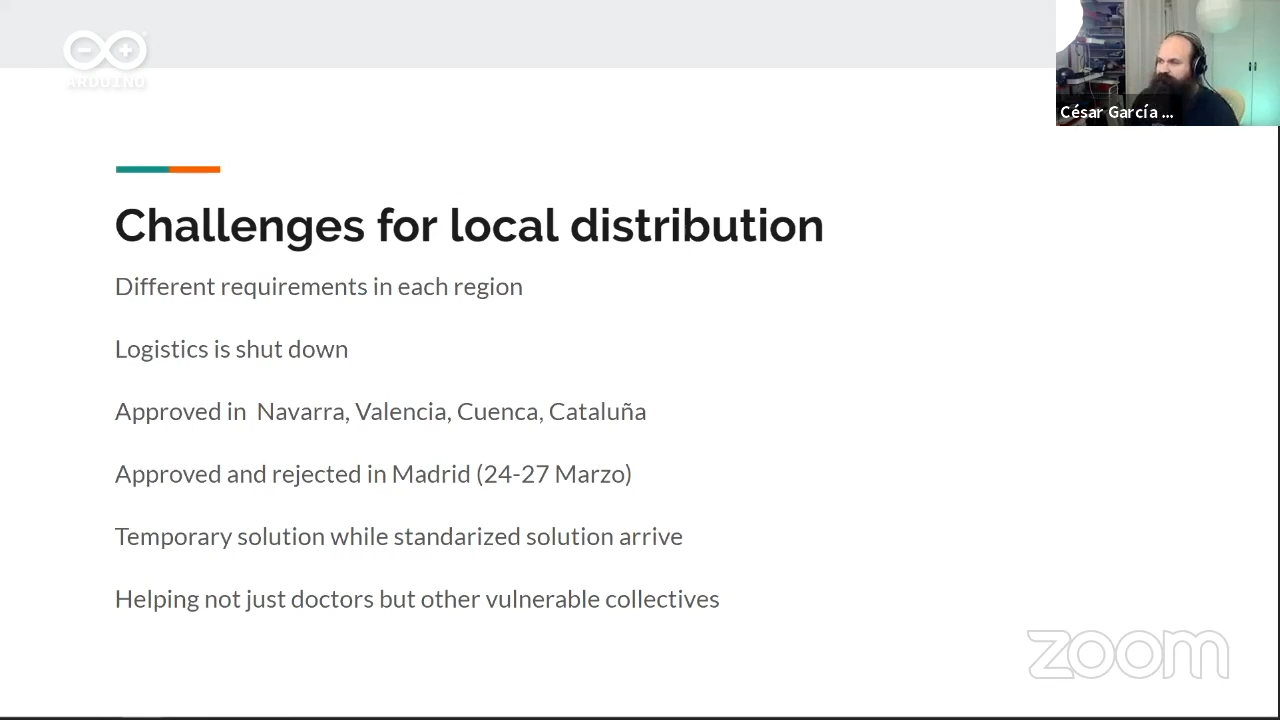 ARDUINO
César García ...
Challenges for local distribution
Different requirements in each region
Logistics is shut down
Approved in  Navarra, Valencia, Cuenca, Cataluña
Approved and rejected in Madrid (24-27 Marzo)
Temporary solution while standarized solution arrive
Helping not just doctors but other vulnerable collectives
zoom